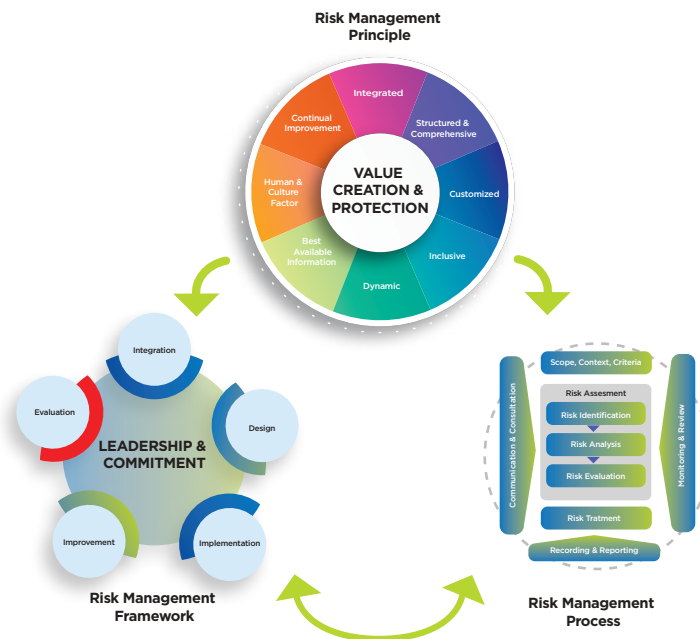 Risk Management
Principle
Integrated
Structured &
Comprehensive
Customized
Inclusive
Dynamic
Best
Available
Information
Human &
Culture
Factor
Continual
Improvement
VALUE
CREATION &
PROTECTION
Integration
Design
Implementation
Improvement
Evaluation
LEADERSHIP &
COMMITMENT
Risk Management
Framework
Scope, Context, Criteria
Communication & Consultation
Risk Assesment
Risk Identification
Risk Analysis
Risk Evaluation
Monitoring & Review
Risk Tratment
Recording & Reporting
Risk Management
Process